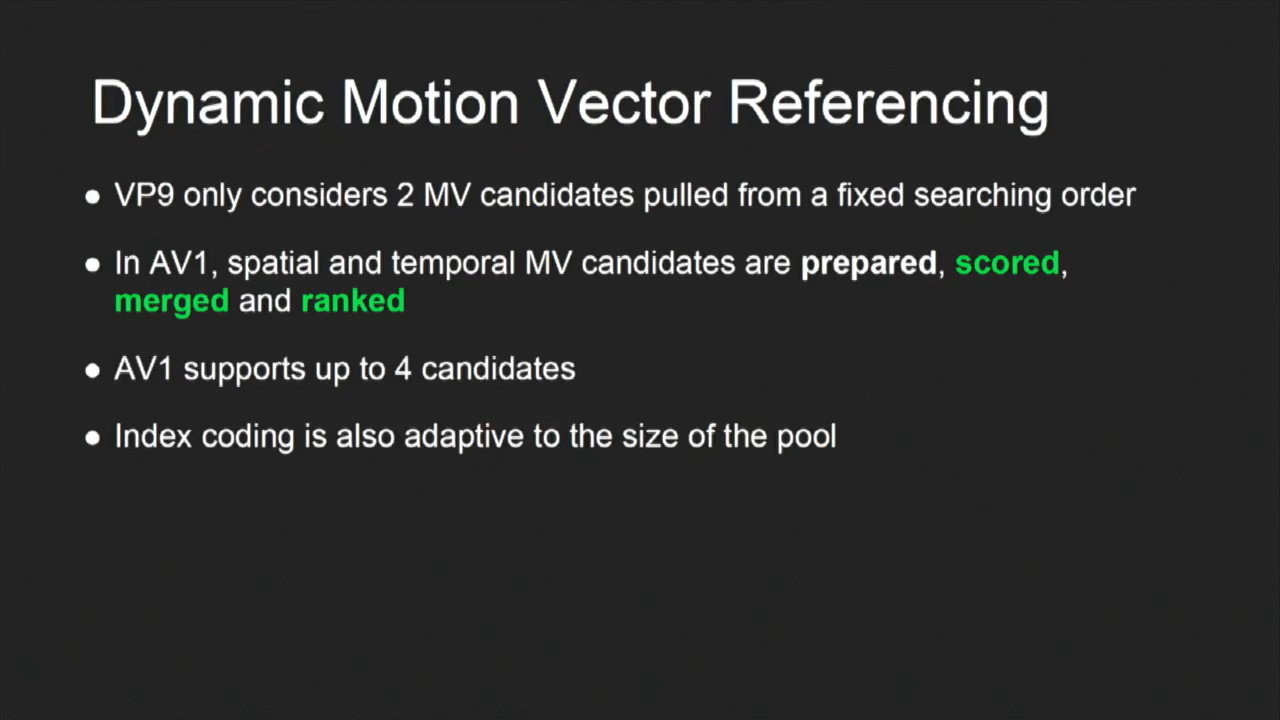 Dynamic Motion Vector Referencing
● VP9 only considers 2 MV candidates pulled from a fixed searching order
● In AV1, spatial and temporal MV candidates are prepared, scored,
merged and ranked
● AV1 supports up to 4 candidates
● Index coding is also adaptive to the size of the pool